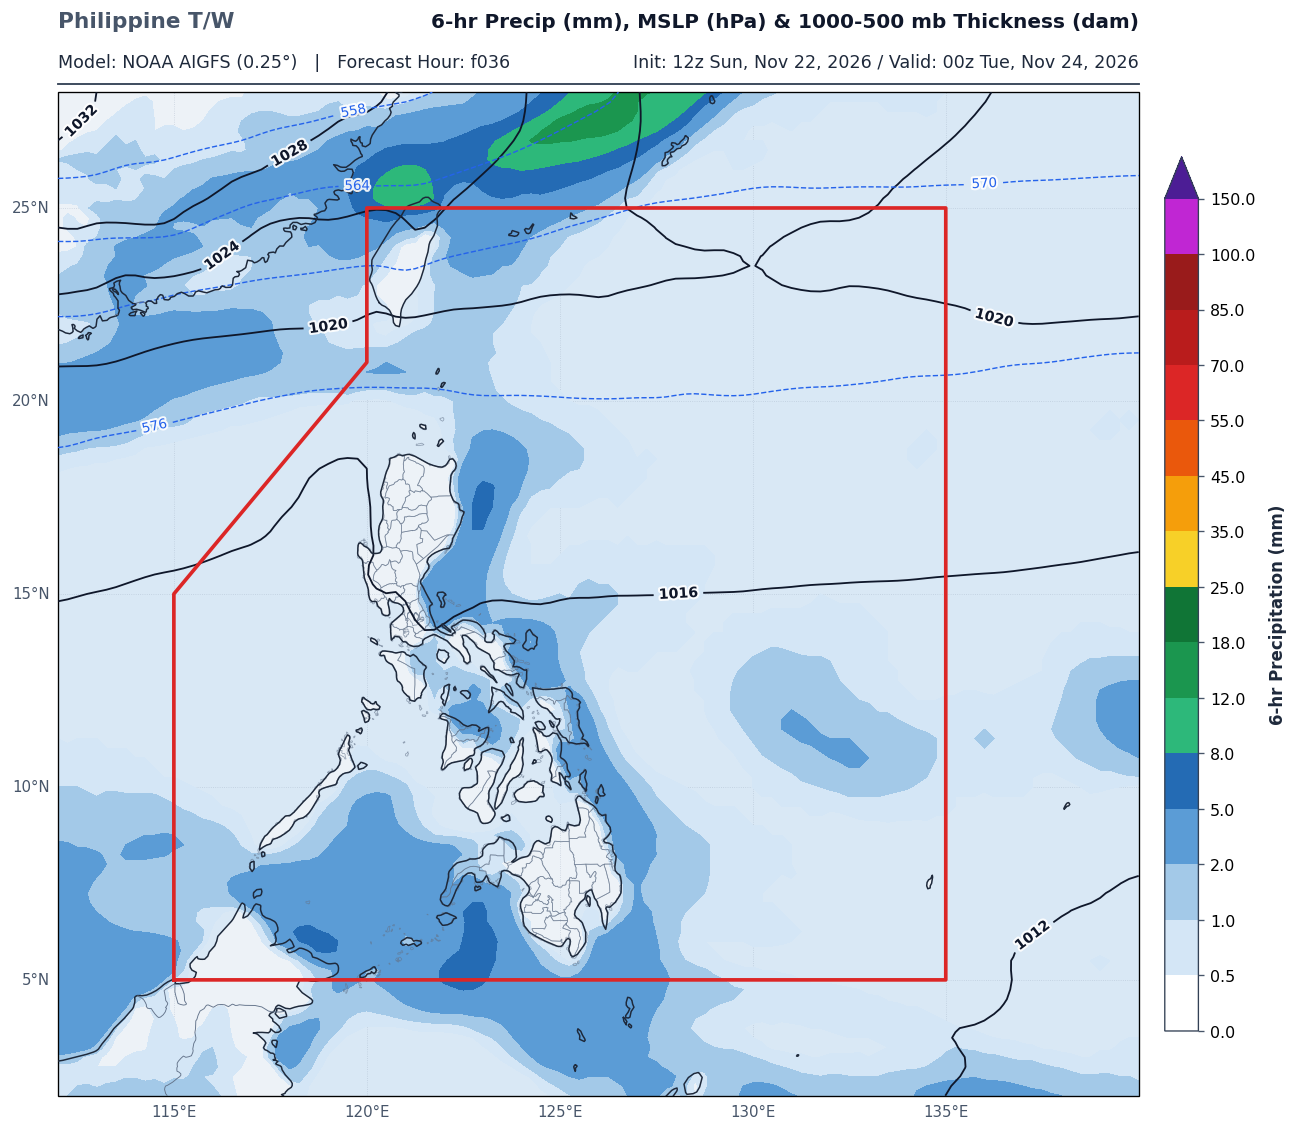 Philippine T/W
6-hr Precip (mm), MSLP (hPa) & 1000-500 mb Thickness (dam)
Model: NOAA AIGFS (0.25°) | Forecast Hour: f036
Init: 12z Sun, Nov 22, 2026 / Valid: 00z Tue, Nov 24, 2026
1032
558
1028
564
570
1024
1020
1020
576
1016
1012
25°N
20°N
15°N
10°N
5°N
115°E
120°E
125°E
130°E
135°E
150.0
100.0
85.0
70.0
55.0
45.0
35.0
25.0
18.0
12.0
8.0
5.0
2.0
1.0
0.5
0.0
6-hr Precipitation (mm)